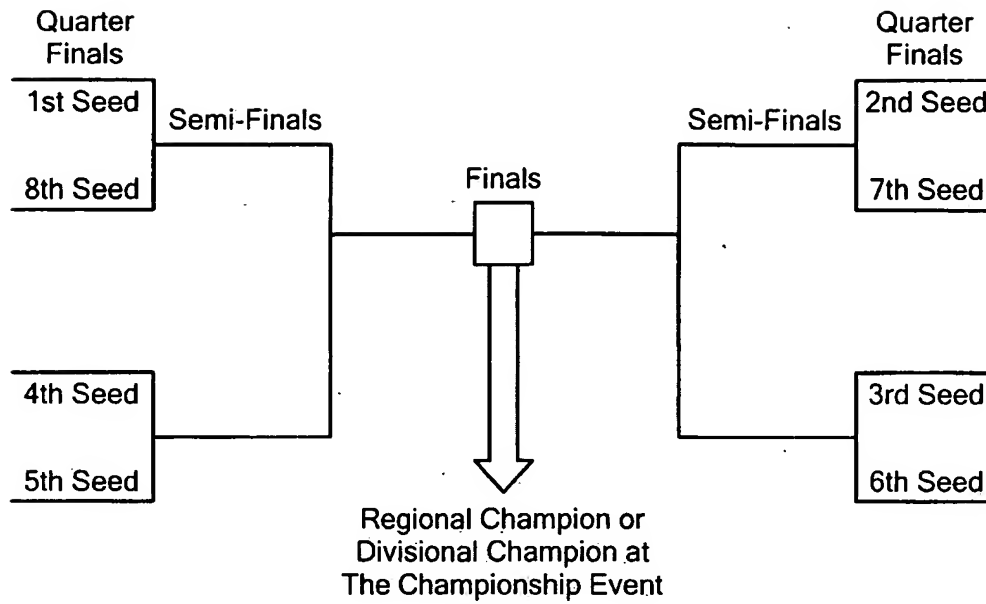 Quarter
Finals
1st Seed
Semi-Finals
8th Seed
4th Seed
5th Seed
Finals
Regional Champion or
Divisional Champion at
The Championship Event
Quarter
Finals
2nd Seed
Semi-Finals
7th Seed
3rd Seed
6th Seed